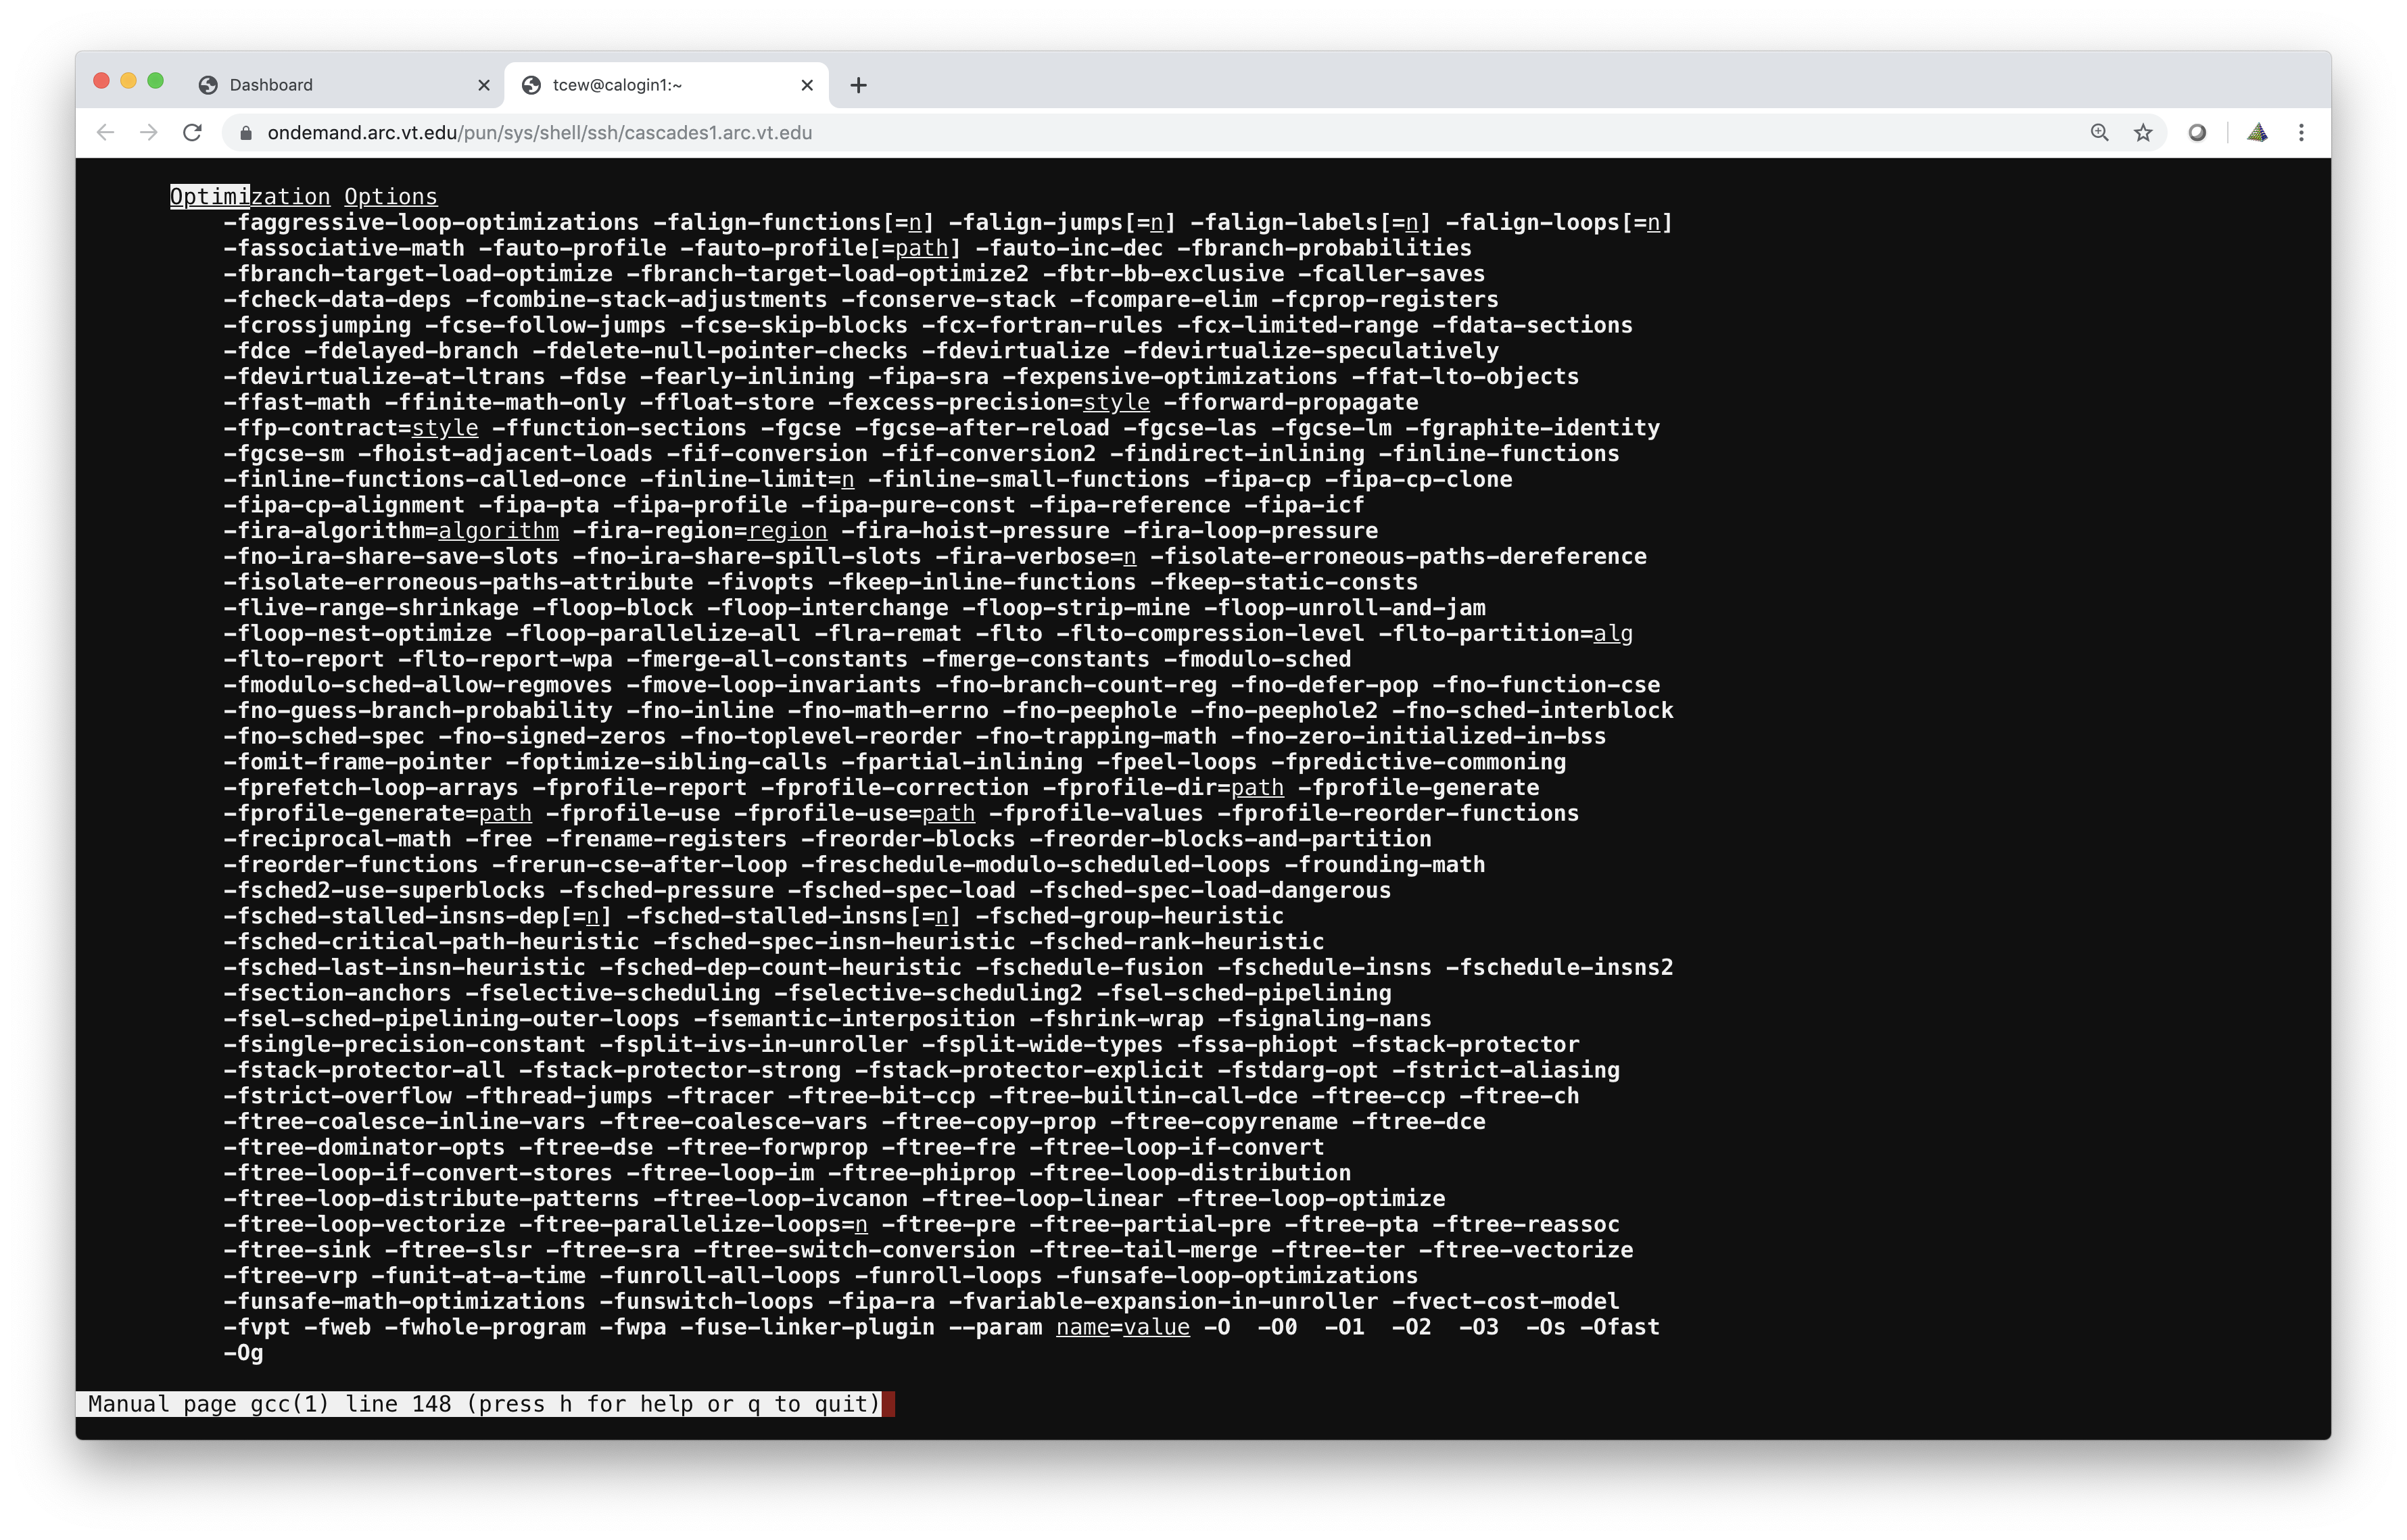 Dashboard
tcew@calogin1:~
ondemand.arc.vt.edu/pun/sys/shell/ssh/cascades1.arc.vt.edu
Optimization Options
-faggressive-loop-optimizations -falign-functions[=n] -falign-jumps[=n] -falign-labels[=n] -falign-loops[=n]
-fassociative-math -fauto-profile -fauto-profile[=path] -fauto-inc-dec -fbranch-probabilities
-fbranch-target-load-optimize -fbranch-target-load-optimize2 -fbtr-bb-exclusive -fcaller-saves
-fcheck-data-deps -fcombine-stack-adjustments -fconserve-stack -fcompare-elim -fcprop-registers
-fcrossjumping -fcse-follow-jumps -fcse-skip-blocks -fcx-fortran-rules -fcx-limited-range -fdata-sections
-fdce -fdelayed-branch -fdelete-null-pointer-checks -fdevirtualize -fdevirtualize-speculatively
-fdevirtualize-at-ltrans -fdse -fearly-inlining -fipa-sra -fexpensive-optimizations -ffat-lto-objects
-ffast-math -ffinite-math-only -ffloat-store -fexcess-precision=style -fforward-propagate
-ffp-contract=style -ffunction-sections -fgcse -fgcse-after-reload -fgcse-las -fgcse-lm -fgraphite-identity
-fgcse-sm -fhoist-adjacent-loads -fif-conversion -fif-conversion2 -findirect-inlining -finline-functions
-finline-functions-called-once -finline-limit=n -finline-small-functions -fipa-cp -fipa-cp-clone
-fipa-cp-alignment -fipa-pta -fipa-profile -fipa-pure-const -fipa-reference -fipa-icf
-fira-algorithm=algorithm -fira-region=region -fira-hoist-pressure -fira-loop-pressure
-fno-ira-share-save-slots -fno-ira-share-spill-slots -fira-verbose=n -fisolate-erroneous-paths-dereference
-fisolate-erroneous-paths-attribute -fivopts -fkeep-inline-functions -fkeep-static-consts
-flive-range-shrinkage -floop-block -floop-interchange -floop-strip-mine -floop-unroll-and-jam
-floop-nest-optimize -floop-parallelize-all -flra-remat -flto -flto-compression-level -flto-partition=alg
-flto-report -flto-report-wpa -fmerge-all-constants -fmerge-constants -fmodulo-sched
-fmodulo-sched-allow-regmoves -fmove-loop-invariants -fno-branch-count-reg -fno-defer-pop -fno-function-cse
-fno-guess-branch-probability -fno-inline -fno-math-errno -fno-peephole -fno-peephole2 -fno-sched-interblock
-fno-sched-spec -fno-signed-zeros -fno-toplevel-reorder -fno-trapping-math -fno-zero-initialized-in-bss
-fomit-frame-pointer -foptimize-sibling-calls -fpartial-inlining -fpeel-loops -fpredictive-commoning
-fprefetch-loop-arrays -fprofile-report -fprofile-correction -fprofile-dir=path -fprofile-generate
-fprofile-generate=path -fprofile-use -fprofile-use=path -fprofile-values -fprofile-reorder-functions
-freciprocal-math -free -frename-registers -freorder-blocks -freorder-blocks-and-partition
-freorder-functions -frerun-cse-after-loop -freschedule-modulo-scheduled-loops -frounding-math
-fsched2-use-superblocks -fsched-pressure -fsched-spec-load -fsched-spec-load-dangerous
-fsched-stalled-insns-dep[=n] -fsched-stalled-insns[=n] -fsched-group-heuristic
-fsched-critical-path-heuristic -fsched-spec-insn-heuristic -fsched-rank-heuristic
-fsched-last-insn-heuristic -fsched-dep-count-heuristic -fschedule-fusion -fschedule-insns -fschedule-insns2
-fsection-anchors -fselective-scheduling -fselective-scheduling2 -fsel-sched-pipelining
-fsel-sched-pipelining-outer-loops -fsemantic-interposition -fshrink-wrap -fsignaling-nans
-fsingle-precision-constant -fsplit-ivs-in-unroller -fsplit-wide-types -fssa-phiopt -fstack-protector
-fstack-protector-all -fstack-protector-strong -fstack-protector-explicit -fstdarg-opt -fstrict-aliasing
-fstrict-overflow -fthread-jumps -ftracer -ftree-bit-ccp -ftree-builtin-call-dce -ftree-ccp -ftree-ch
-ftree-coalesce-inline-vars -ftree-coalesce-vars -ftree-copy-prop -ftree-copyrename -ftree-dce
-ftree-dominator-opts -ftree-dse -ftree-forwprop -ftree-fre -ftree-loop-if-convert
-ftree-loop-if-convert-stores -ftree-loop-im -ftree-phiprop -ftree-loop-distribution
-ftree-loop-distribute-patterns -ftree-loop-ivcanon -ftree-loop-linear -ftree-loop-optimize
-ftree-loop-vectorize -ftree-parallelize-loops=n -ftree-pre -ftree-partial-pre -ftree-pta -ftree-reassoc
-ftree-sink -ftree-slsr -ftree-sra -ftree-switch-conversion -ftree-tail-merge -ftree-ter -ftree-vectorize
-ftree-vrp -funit-at-a-time -funroll-all-loops -funroll-loops -funsafe-loop-optimizations
-funsafe-math-optimizations -funswitch-loops -fipa-ra -fvariable-expansion-in-unroller -fvect-cost-model
-fvpt -fweb -fwhole-program -fwpa -fuse-linker-plugin --param name=value -O  -O0  -O1  -O2  -O3  -Os -Ofast
-Og
Manual page gcc(1) line 148 (press h for help or q to quit)